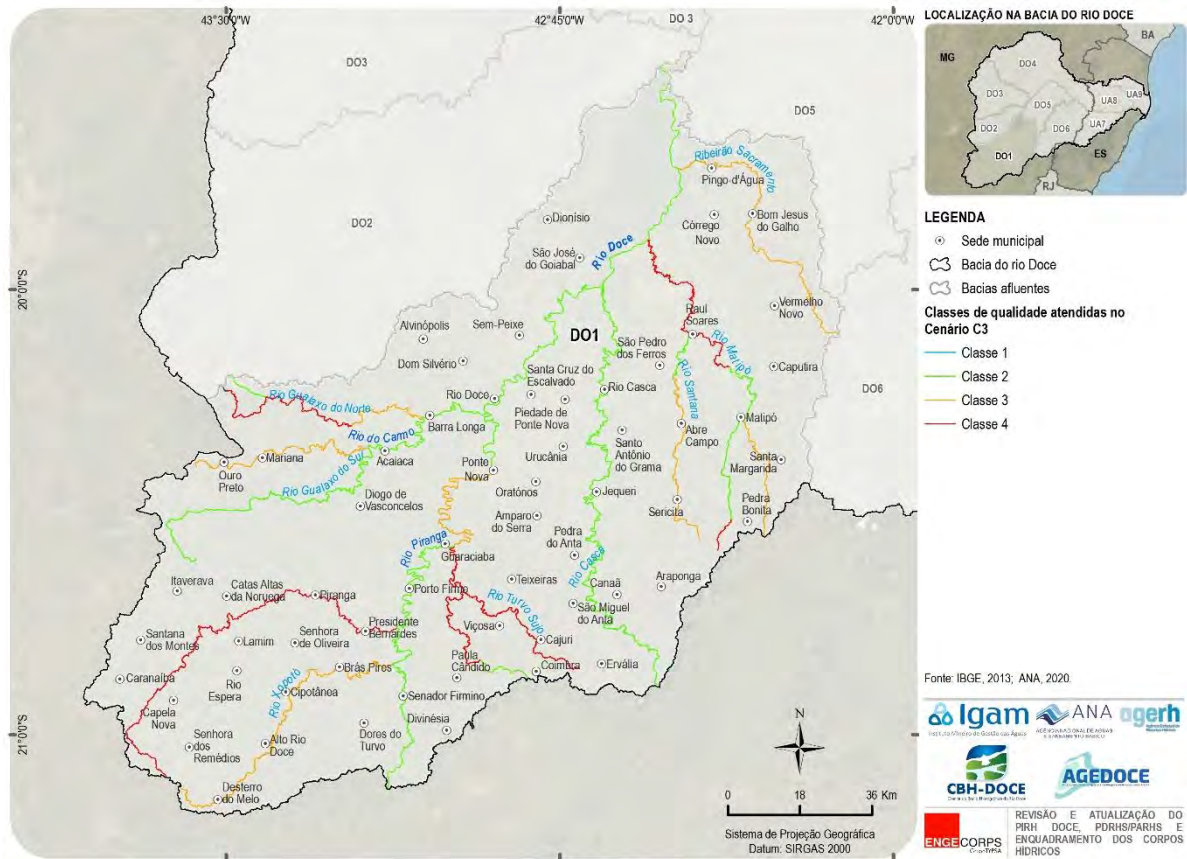 43°30'0"W
42°45'0"W
42°0'0"W
20°0'0"S
21°0'0"S
DO3
DO 3
DO5
DO2
DO6
DO1
Ribeirão Sacramento
Pingo-d'Água
Dionísio
Córrego
Novo
Bom Jesus
do Galho
São José
do Goiabal
Rio Doce
Vermelho
Novo
Raul
Soares
Alvinópolis
Sem-Peixe
São Pedro
dos Ferros
Rio Matipó
Dom Silvério
Santa Cruz do
Escalvado
Caputira
Rio Santana
Rio Gualaxo do Norte
Rio Doce
Rio Casca
Piedade de
Ponte Nova
Matipó
Barra Longa
Rio do Carmo
Abre
Campo
Santo
Antônio
do Grama
Urucânia
Mariana
Acaiaca
Santa
Margarida
Ouro
Preto
Rio Gualaxo do Sul
Ponte
Nova
Oratórios
Jequeri
Diogo de
Vasconcelos
Sericita
Pedra
Bonita
Amparo
do Serra
Rio Piranga
Guaraciaba
Pedra
do Anta
Rio Casca
Itaverava
Catas Altas
da Noruega
Piranga
Porto Firme
Teixeiras
Canaã
Araponga
Rio Turvo Sujo
São Miguel
do Anta
Santana
dos Montes
Lamim
Senhora
de Oliveira
Presidente
Bernardes
Viçosa
Cajuri
Paula
Cândido
Coimbra
Ervália
Caranaíba
Rio
Espera
Brás Pires
Rio Xopotó
Cipotânea
Senador Firmino
Capela
Nova
Divinésia
Dores do
Turvo
Senhora
dos
Remédios
Alto Rio
Doce
Desterro
do Melo
N
0 18 36 Km
Sistema de Projeção Geográfica
Datum: SIRGAS 2000
LOCALIZAÇÃO NA BACIA DO RIO DOCE
BA
MG
DO4
DO3
DO5
UA8
UA9
DO2
DO6
UA7
DO1
ES
RJ
LEGENDA
Sede municipal
Bacia do rio Doce
Bacias afluentes
Classes de qualidade atendidas no
Cenário C3
Classe 1
Classe 2
Classe 3
Classe 4
Fonte: IBGE, 2013; ANA, 2020.
Igam
Instituto Mineiro de Gestão das Águas
ANA
agerh
CBH-DOCE
AGEDOCE
ENGECORPS
REVISÃO E ATUALIZAÇÃO DO
PIRH DOCE, PDRHS/PARHS E
ENQUADRAMENTO DOS CORPOS
HÍDRICOS